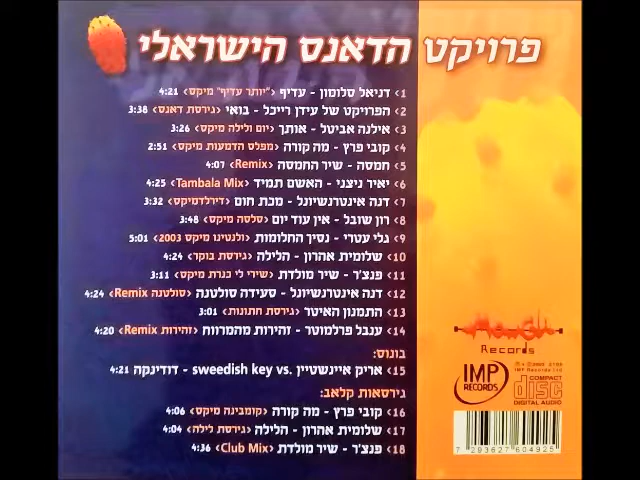 פרויקט הדאנס הישראלי
1> דניאל סלומון - עדיף <"יותר עדיף" מיקס> 4:21
2> הפרויקט של עידן רייכל - בואי <גירסת דאנס> 3:38
3> אילנה אביטל - אותך <יום ולילה מיקס> 3:26
4> קובי פרץ - מה קורה <מפלס הדמעות מיקס> 2:51
5> חמסה - שיר החמסה <Remix> 4:07
6> יאיר ניצני - האשם תמיד <Tambala Mix> 4:25
7> דנה אינטרנשיונל - מכת חום <דירלדמיקס> 3:32
8> רון שובל - אין עוד יום <סלסה מיקס> 3:48
9> גלי עטרי - נסיך החלומות <ולנטינו מיקס 2003> 5:01
10> שלומית אהרון - הלילה <גירסת בוקר> 4:24
11> פנצ'ר - שיר מולדת <שידי לי כנרת מיקס> 3:11
12> דנה אינטרנשיונל - סעידה סולטנה <סולטנה Remix> 4:24
13> התמנון האיטר <גירסת חתונות> 3:01
14> ענבל פרלמוטר - זהירות מהמרווח <זהירות Remix> 4:20
בונוס:
15> אריק איינשטיין .sweedish key vs - דודינקה 4:21
גירסאות קלאב:
16> קובי פרץ - מה קורה <קומבינה מיקס> 4:06
17> שלומית אהרון - הלילה <גירסת לילה> 4:04
18> פנצ'ר - שיר מולדת <Club Mix> 4:36
Records
IMP Records Ltd
IMP
RECORDS
COMPACT
disc
DIGITAL AUDIO
7 293627 604925